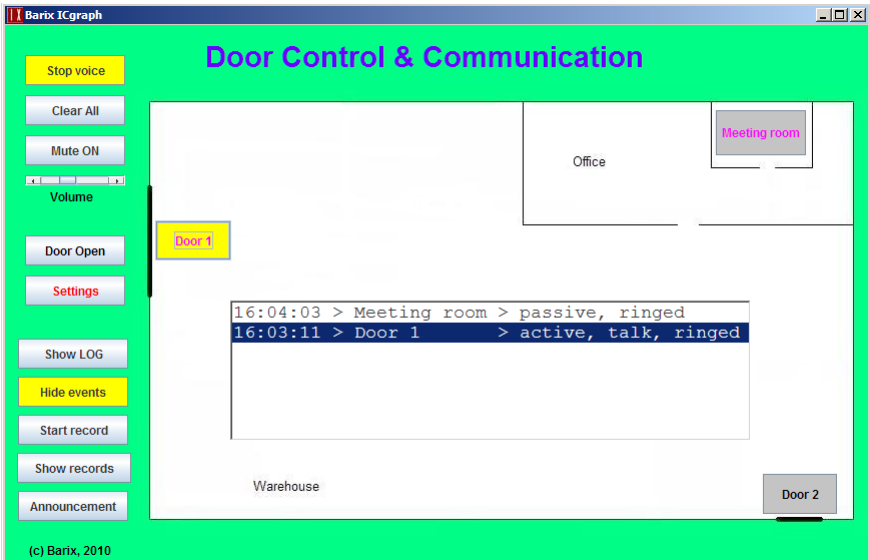 Barix ICgraph
Door Control & Communication
Stop voice
Clear All
Mute ON
Volume
Door Open
Settings
Show LOG
Hide events
Start record
Show records
Announcement
(c) Barix, 2010
Meeting room
Office
Door 1
16:04:03 > Meeting room > passive, ringed
16:03:11 > Door 1 > active, talk, ringed
Warehouse
Door 2